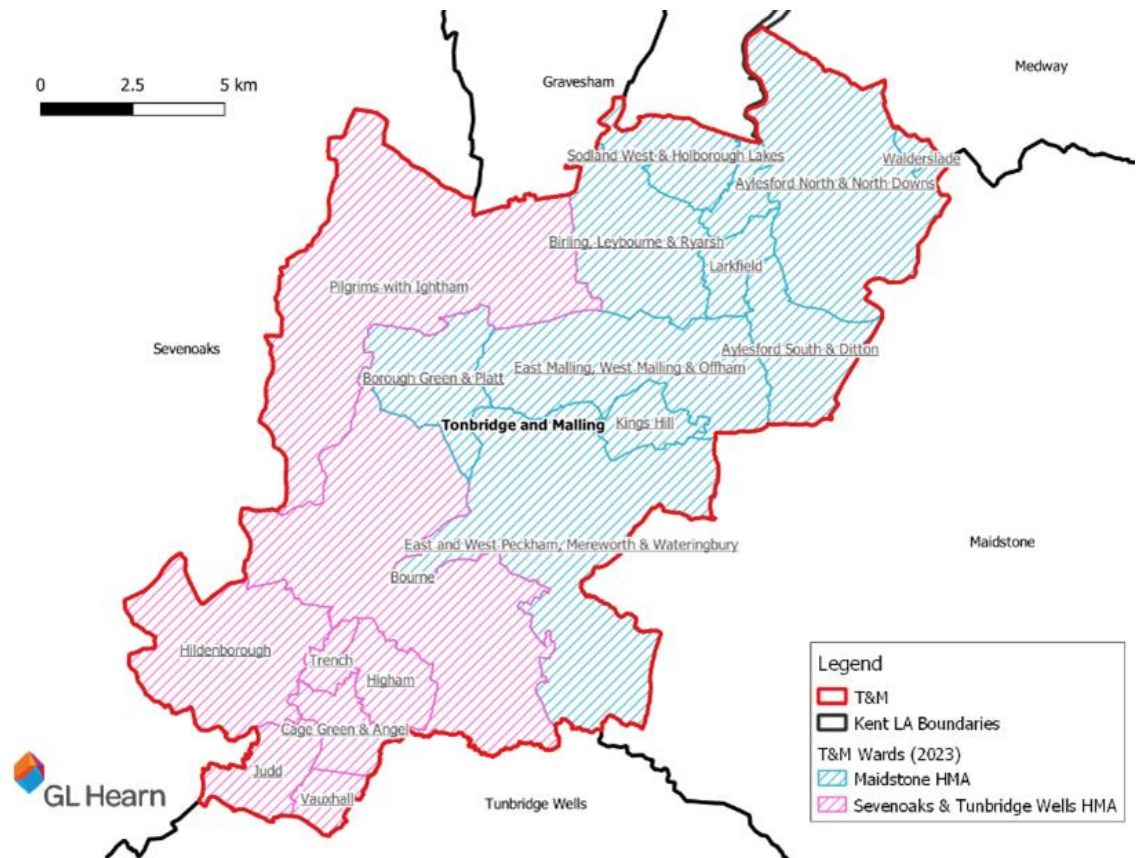 0 2.5 5 km
Gravesham
Medway
Sodland West & Holborough Lakes
Walderslade
Aylesford North & North Downs
Birling, Leybourne & Ryarsh
Larkfield
Pilgrims with Ightham
Sevenoaks
Aylesford South & Ditton
East Malling, West Malling & Offham
Borough Green & Platt
Tonbridge and Malling
Kings Hill
East and West Peckham, Mereworth & Wateringbury
Maidstone
Bourne
Hildenborough
Trench
Higham
Cage Green & Angel
Judd
Vauxhall
Tunbridge Wells
GL Hearn
Legend
T&M
Kent LA Boundaries
T&M Wards (2023)
Maidstone HMA
Sevenoaks & Tunbridge Wells HMA